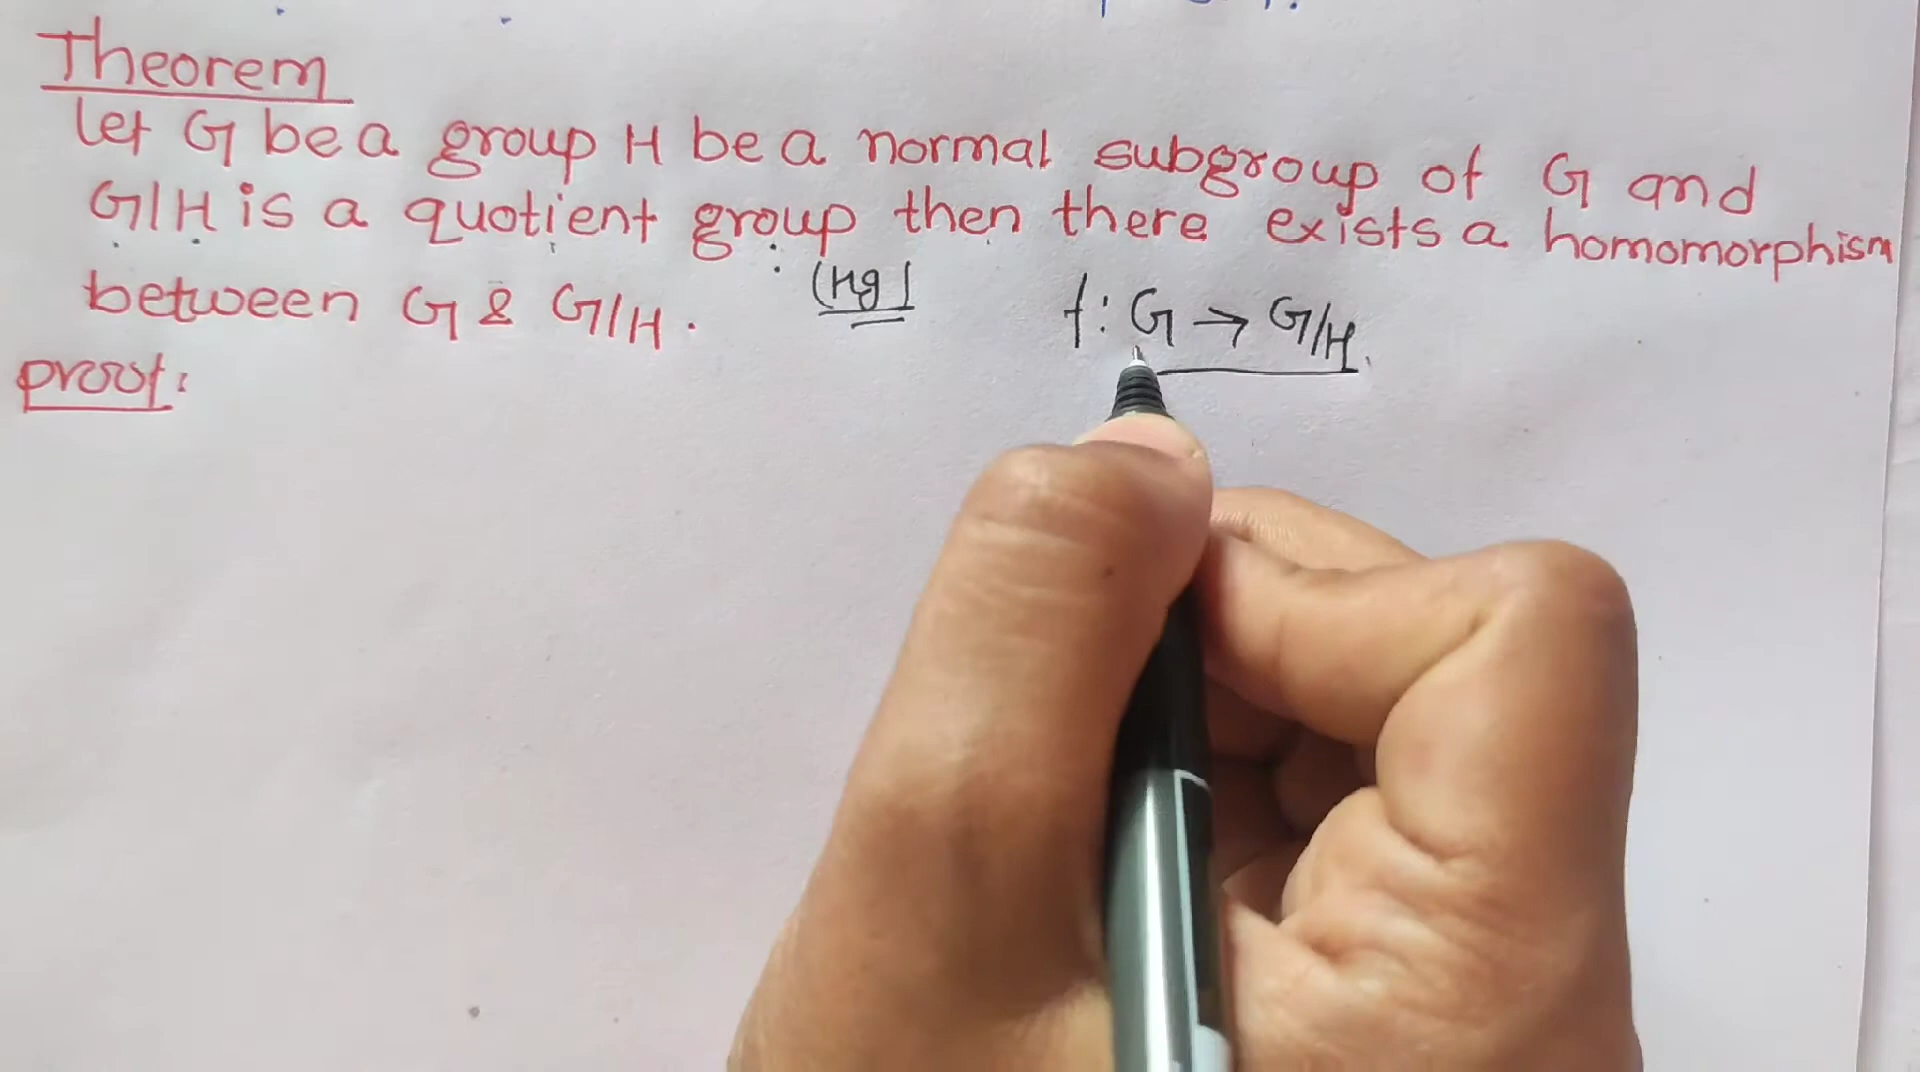 Theorem
let G be a group H be a normal subgroup of G and
G/H is a quotient group then there exists a homomorphism
between G & G/H.
(Hg)
f: G → G/H.
proof: